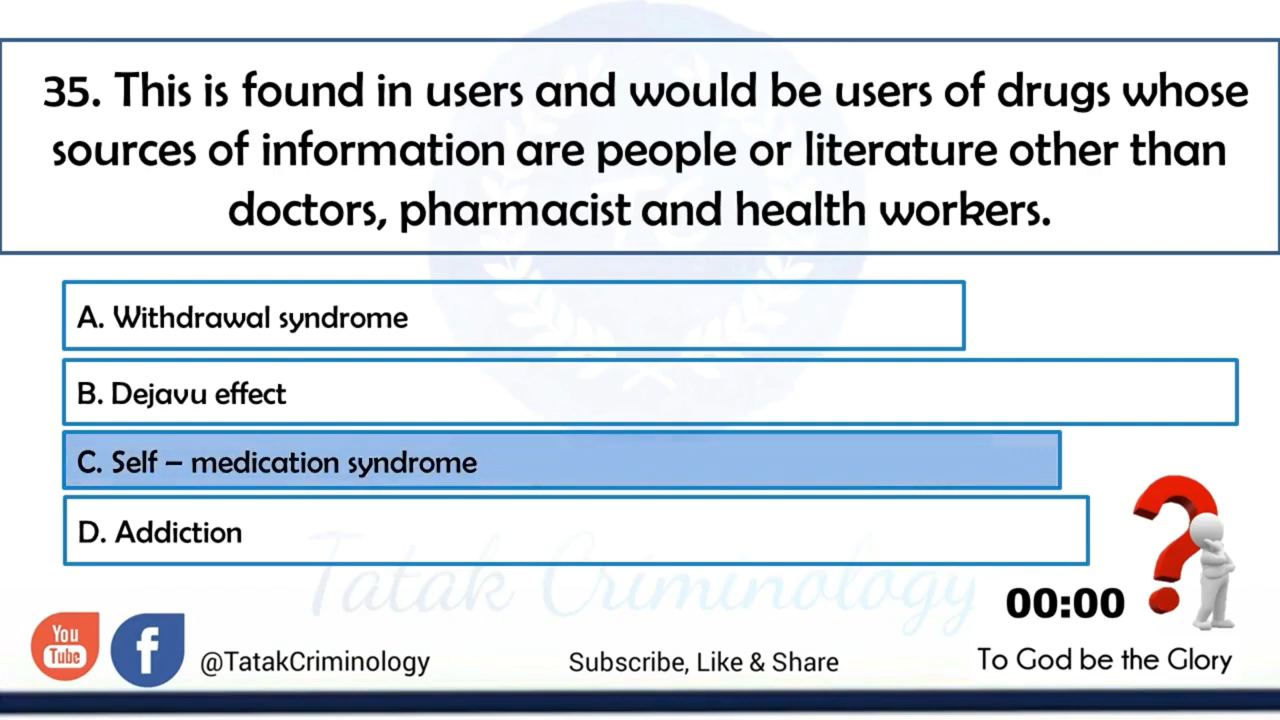 35. This is found in users and would be users of drugs whose
sources of information are people or literature other than
doctors, pharmacist and health workers.
A. Withdrawal syndrome
B. Dejavu effect
C. Self – medication syndrome
D. Addiction
Tatak Criminology
00:00
You
Tube
f
@TatakCriminology
Subscribe, Like & Share
To God be the Glory